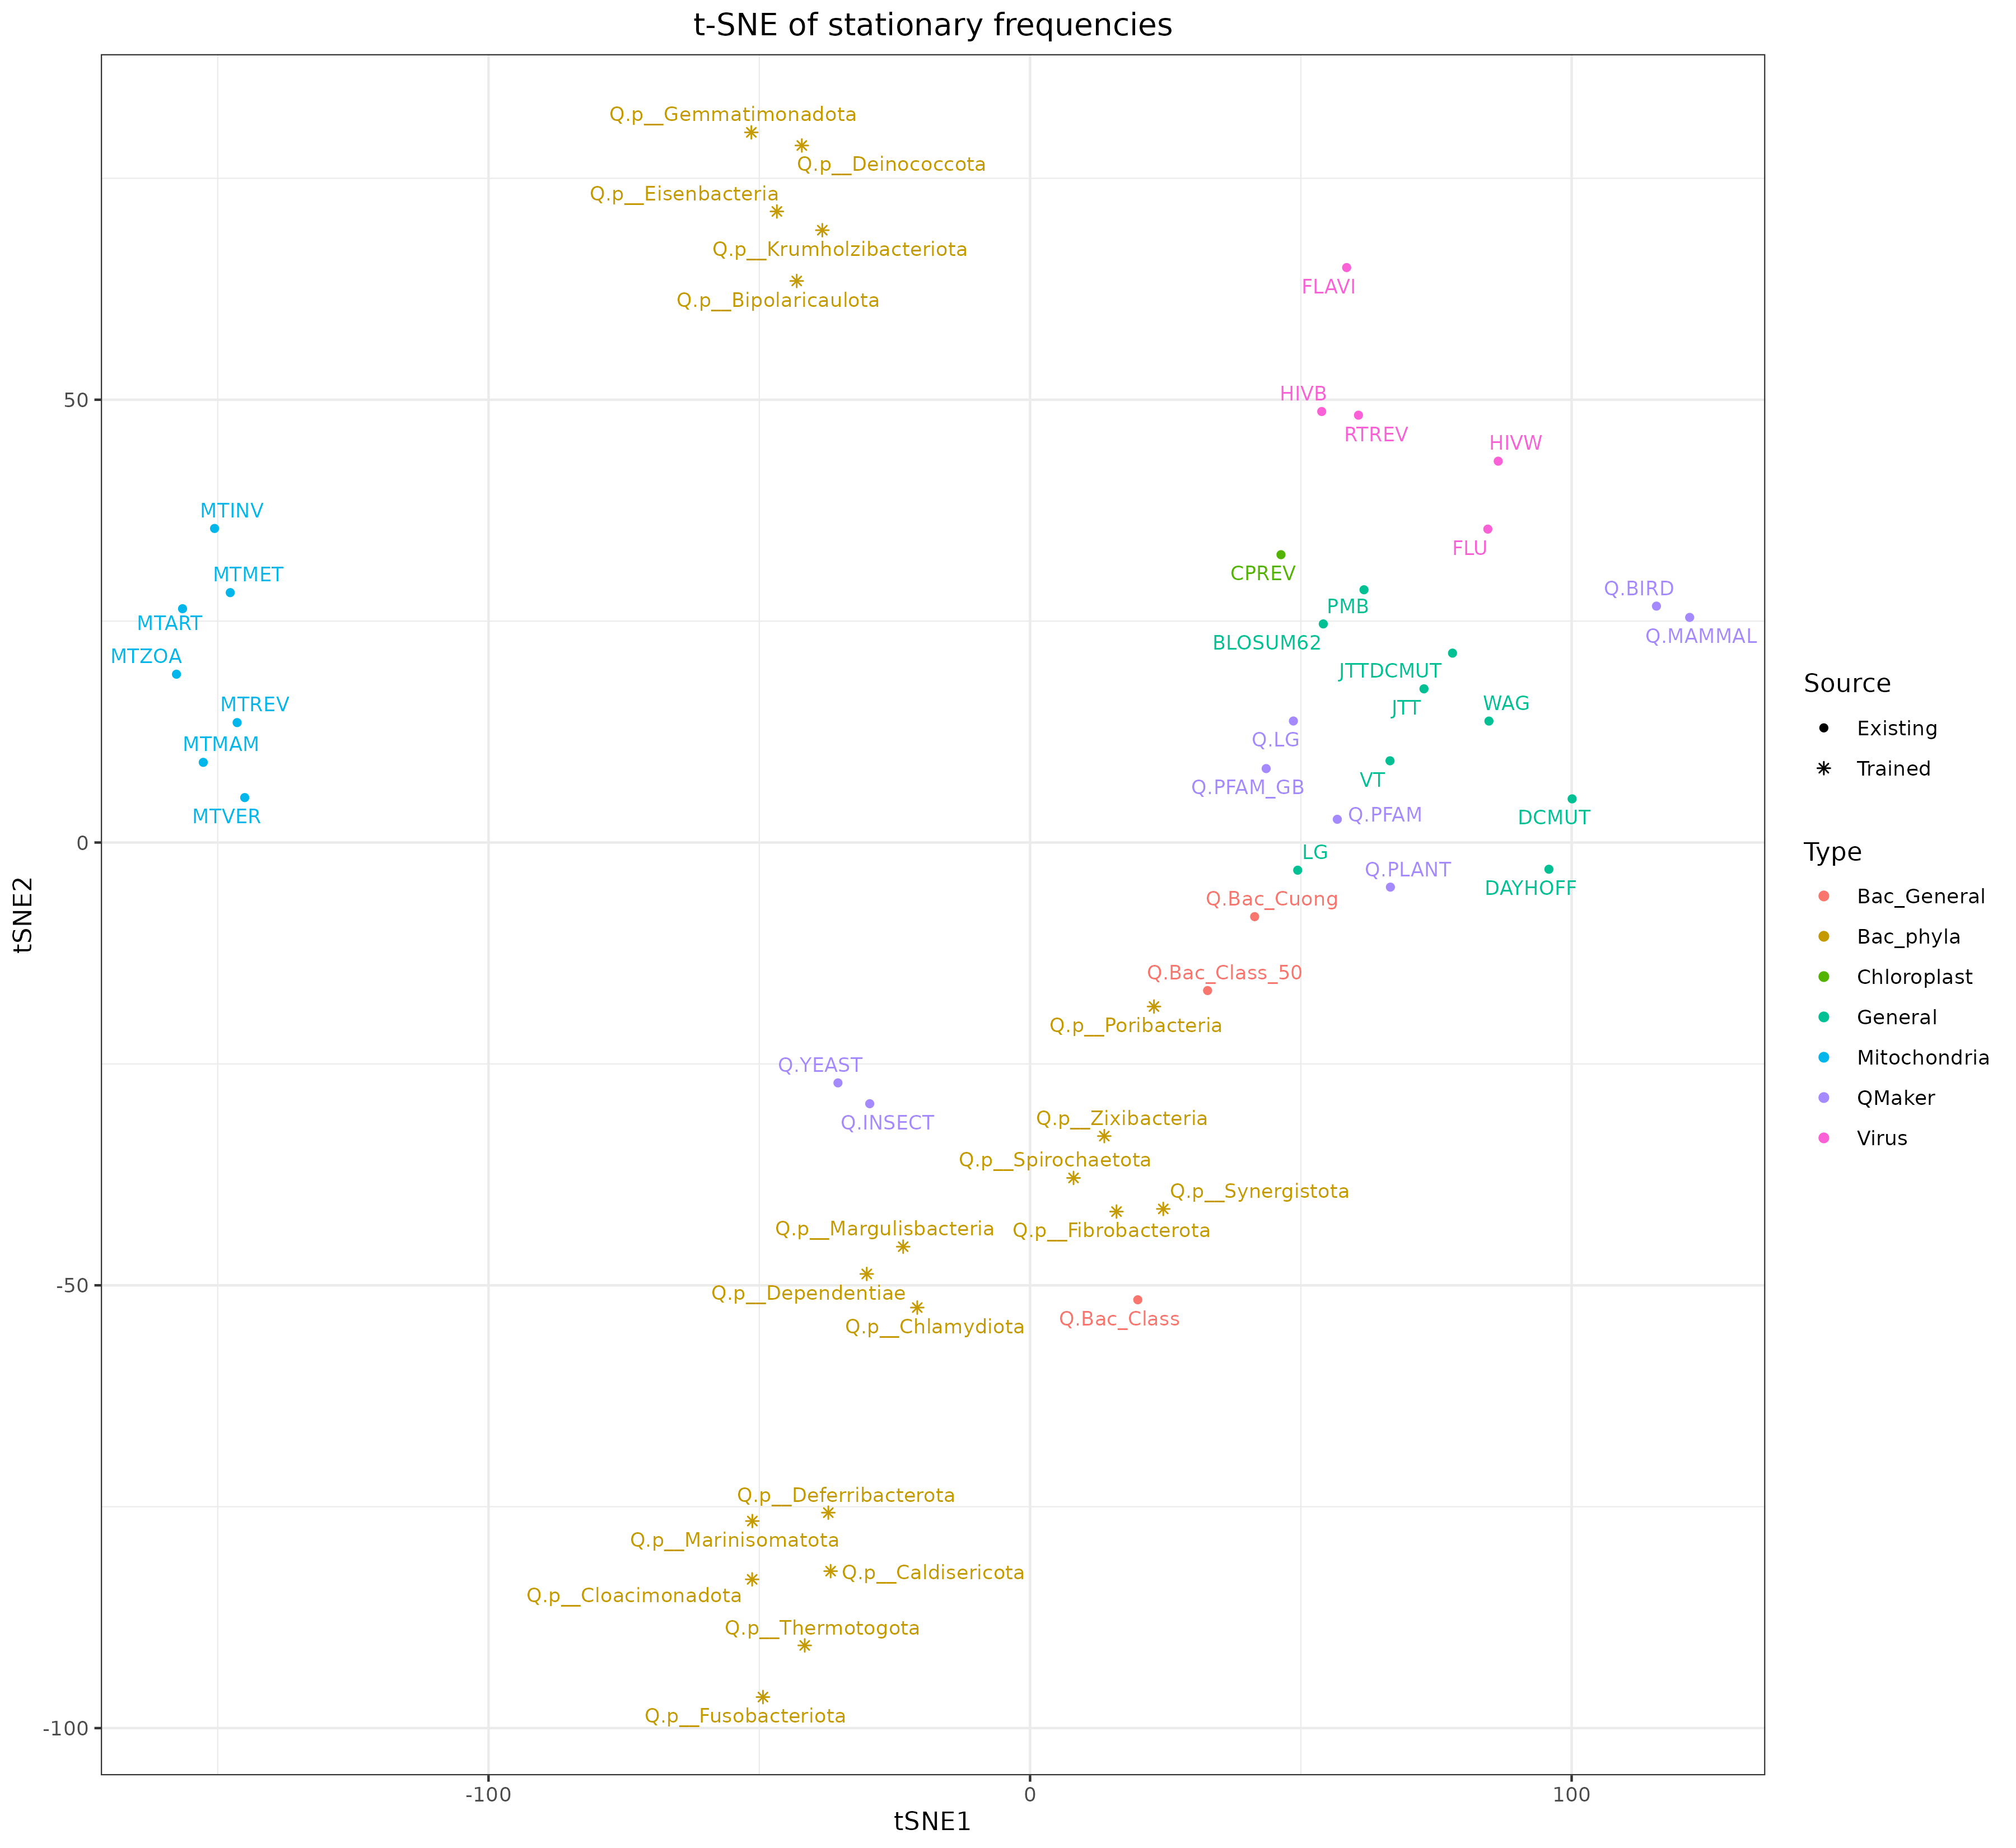 t-SNE of stationary frequencies
Q.p__Gemmatimonadota
Q.p__Deinococcota
Q.p__Eisenbacteria
Q.p__Krumholzibacteriota
Q.p__Bipolaricaulota
FLAVI
50
HIVB
RTREV
HIVW
MTINV
FLU
CPREV
MTMET
Q.BIRD
PMB
MTART
Q.MAMMAL
BLOSUM62
MTZOA
JTTDCMUT
MTREV
JTT
WAG
Q.LG
MTMAM
VT
Q.PFAM_GB
MTVER
Q.PFAM
DCMUT
0
LG
Q.PLANT
DAYHOFF
Q.Bac_Cuong
Q.Bac_Class_50
Q.p__Poribacteria
Q.YEAST
Q.INSECT
Q.p__Zixibacteria
Q.p__Spirochaetota
Q.p__Synergistota
Q.p__Fibrobacterota
Q.p__Margulisbacteria
-50
Q.p__Dependentiae
Q.p__Chlamydiota
Q.Bac_Class
Q.p__Deferribacterota
Q.p__Marinisomatota
Q.p__Caldisericota
Q.p__Cloacimonadota
Q.p__Thermotogota
Q.p__Fusobacteriota
-100
-100
0
100
tSNE1
tSNE2
Source
Existing
Trained
Type
Bac_General
Bac_phyla
Chloroplast
General
Mitochondria
QMaker
Virus